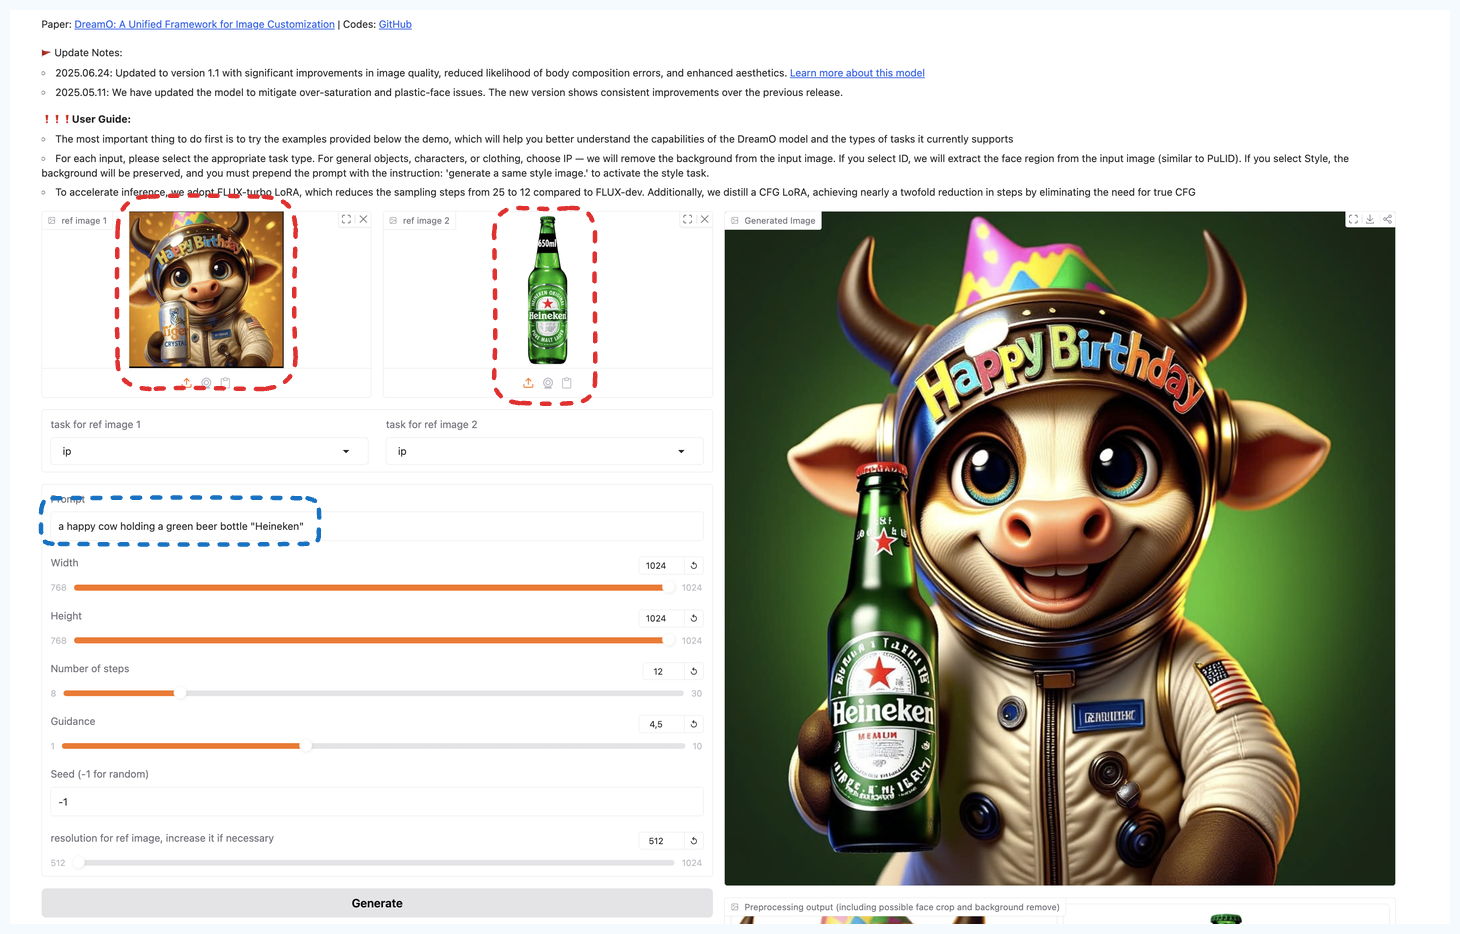 Paper: DreamO: A Unified Framework for Image Customization | Codes: GitHub
Update Notes:
2025.06.24: Updated to version 1.1 with significant improvements in image quality, reduced likelihood of body composition errors, and enhanced aesthetics. Learn more about this model
2025.05.11: We have updated the model to mitigate over-saturation and plastic-face issues. The new version shows consistent improvements over the previous release.
❗❗❗User Guide:
The most important thing to do first is to try the examples provided below the demo, which will help you better understand the capabilities of the DreamO model and the types of tasks it currently supports
For each input, please select the appropriate task type. For general objects, characters, or clothing, choose IP — we will remove the background from the input image. If you select ID, we will extract the face region from the input image (similar to PuLID). If you select Style, the
background will be preserved, and you must prepend the prompt with the instruction: 'generate a same style image.' to activate the style task.
To accelerate inference, we adopt FLUX-turbo LoRA, which reduces the sampling steps from 25 to 12 compared to FLUX-dev. Additionally, we distill a CFG LoRA, achieving nearly a twofold reduction in steps by eliminating the need for true CFG
ref image 1
Happy Birthday
Tiger
CRYSTAL
ref image 2
650ml
Heineken
task for ref image 1
ip
task for ref image 2
ip
Prompt
a happy cow holding a green beer bottle "Heineken"
Width
1024
768
1024
Height
1024
768
1024
Number of steps
12
8
30
Guidance
4,5
1
10
Seed (-1 for random)
-1
resolution for ref image, increase it if necessary
512
512
1024
Generate
Generated Image
Happy Birthday
Heineken
Preprocessing output (including possible face crop and background remove)